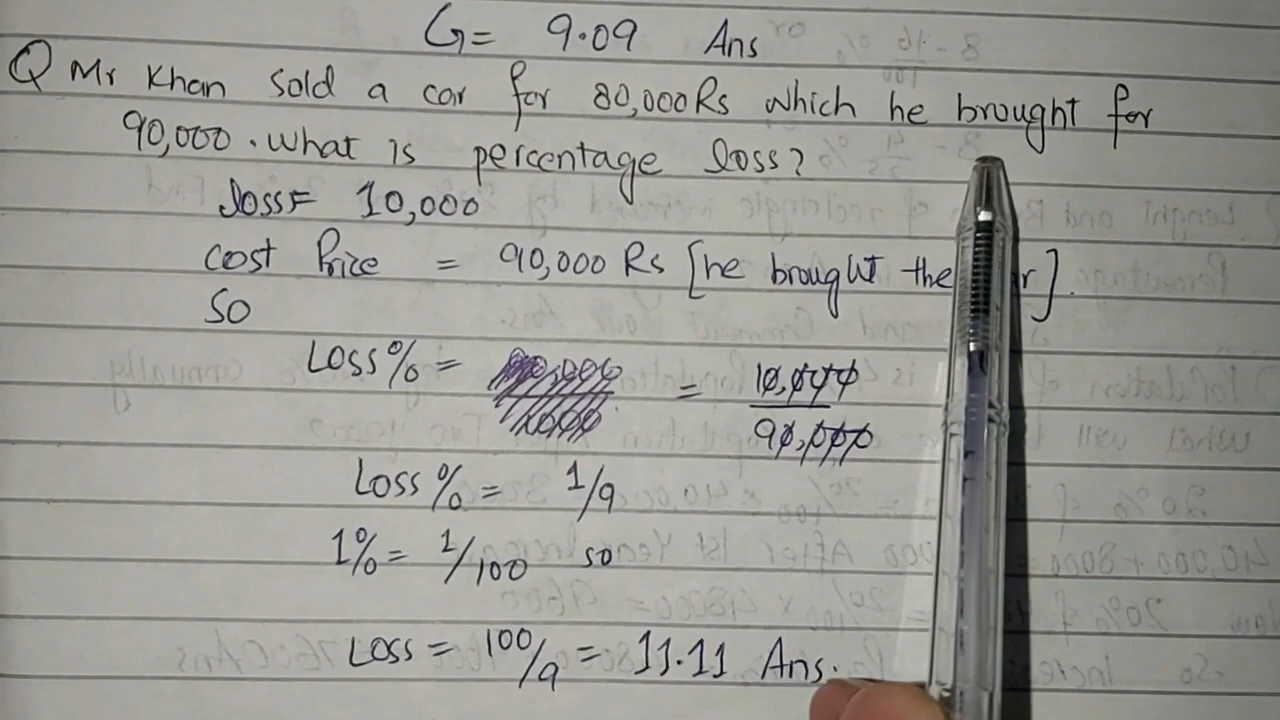 G = 9.09 Ans
Q Mr Khan sold a car for 80,000Rs which he brought for
90,000. What is percentage loss?
loss = 10,000
Cost Price = 90,000 Rs [he brought the
So
Loss% = = 10,000/90,000
Loss% = 1/9
1% = 1/100 so
Loss = 100/9 = 11.11 Ans.